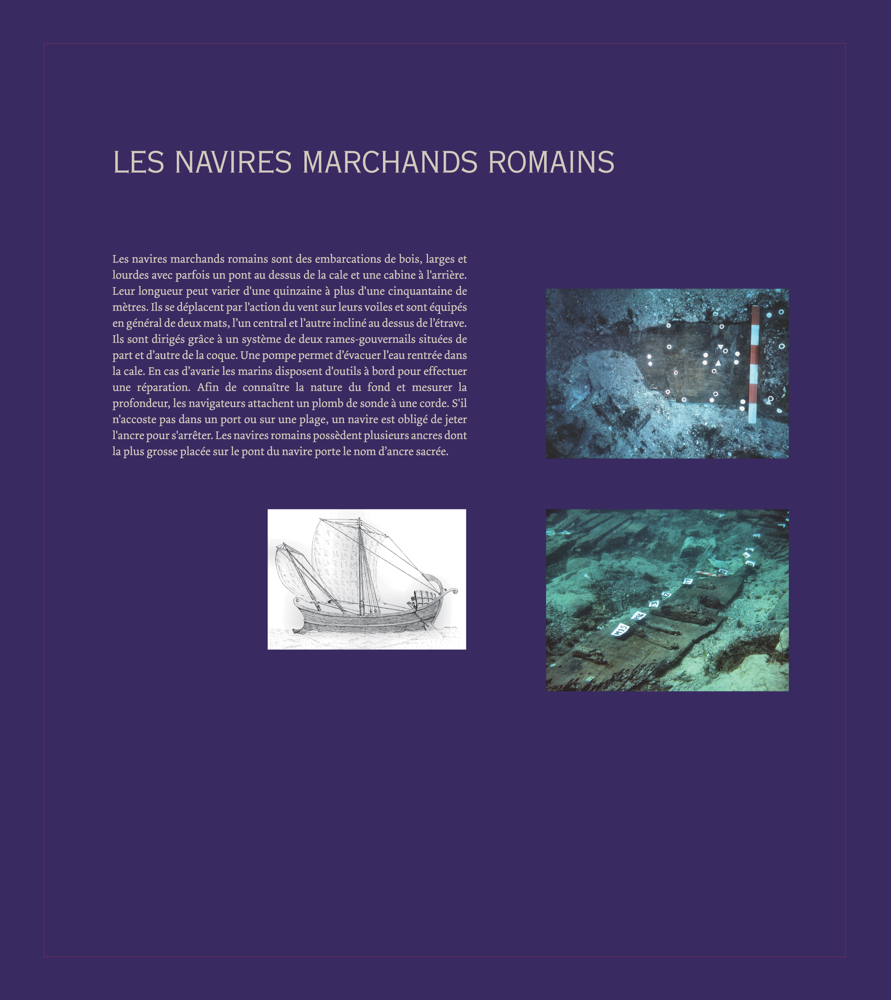 LES NAVIRES MARCHANDS ROMAINS
Les navires marchands romains sont des embarcations de bois, larges et
lourdes avec parfois un pont au dessus de la cale et une cabine à l'arrière.
Leur longueur peut varier d'une quinzaine à plus d'une cinquantaine de
mètres. Ils se déplacent par l'action du vent sur leurs voiles et sont équipés
en général de deux mats, l’un central et l’autre incliné au dessus de l’étrave.
Ils sont dirigés grâce à un système de deux rames-gouvernails situées de
part et d’autre de la coque. Une pompe permet d’évacuer l’eau rentrée dans
la cale. En cas d’avarie les marins disposent d'outils à bord pour effectuer
une réparation. Afin de connaître la nature du fond et mesurer la
profondeur, les navigateurs attachent un plomb de sonde à une corde. S'il
n'accoste pas dans un port ou sur une plage, un navire est obligé de jeter
l'ancre pour s'arrêter. Les navires romains possèdent plusieurs ancres dont
la plus grosse placée sur le pont du navire porte le nom d’ancre sacrée.
M15